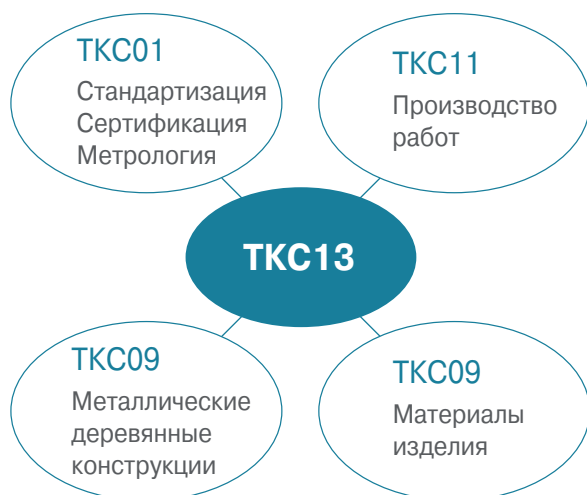 ТКС01
Стандартизация
Сертификация
Метрология
ТКС11
Производство
работ
ТКС13
ТКС09
Металлические
деревянные
конструкции
ТКС09
Материалы
изделия